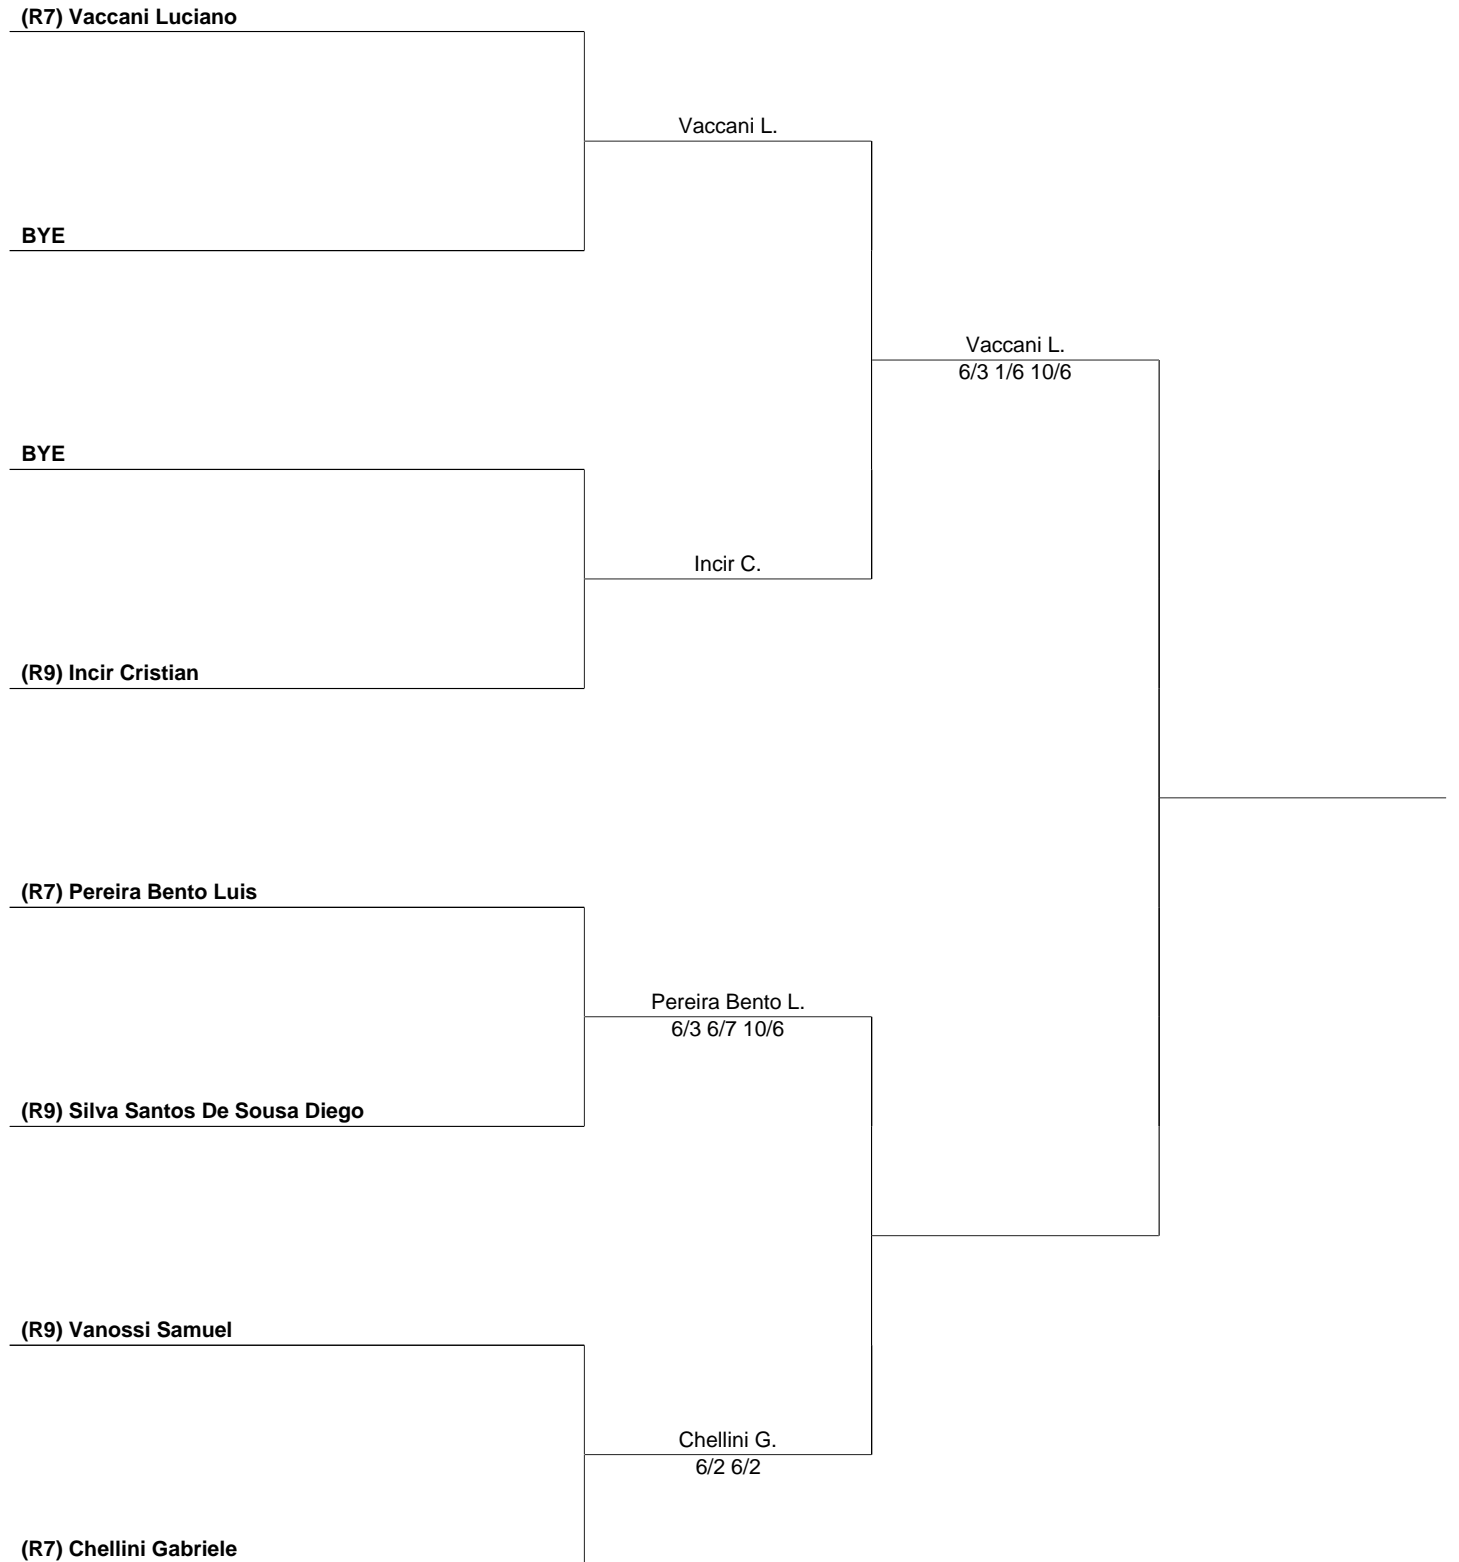 (R7) Vaccani Luciano
Vaccani L.
BYE
Vaccani L.
6/3 1/6 10/6
BYE
Incir C.
(R9) Incir Cristian
(R7) Pereira Bento Luis
Pereira Bento L.
6/3 6/7 10/6
(R9) Silva Santos De Sousa Diego
(R9) Vanossi Samuel
Chellini G.
6/2 6/2
(R7) Chellini Gabriele